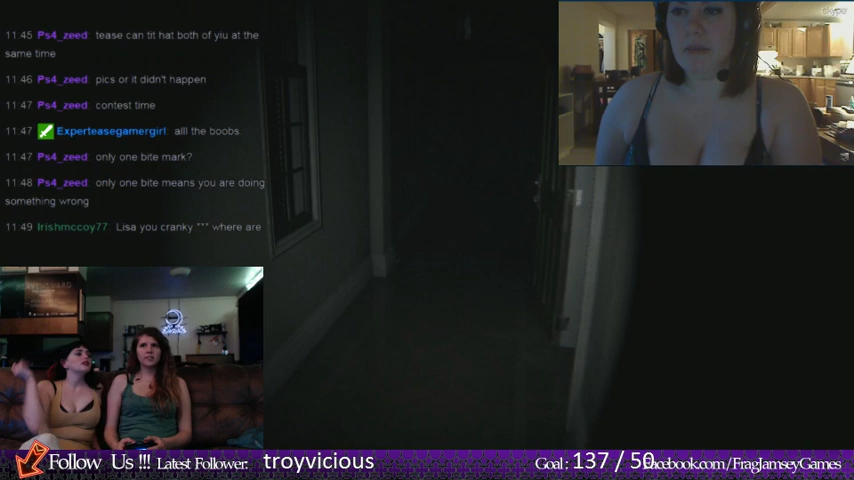 11:45 Ps4_zeed: tease can tit hat both of yiu at the
same time
11:46 Ps4_zeed: pics or it didn't happen
11:47 Ps4_zeed: contest time
11:47 Experteasegamergirl: alll the boobs
11:47 Ps4_zeed: only one bite mark?
11:48 Ps4_zeed: only one bite means you are doing
something wrong
11:49 Irishmccoy77: Lisa you cranky *** where are
Skype
Follow Us !!! Latest Follower: troyvicious Goal : 137 / 50 Facebook.com/FragJamseyGames